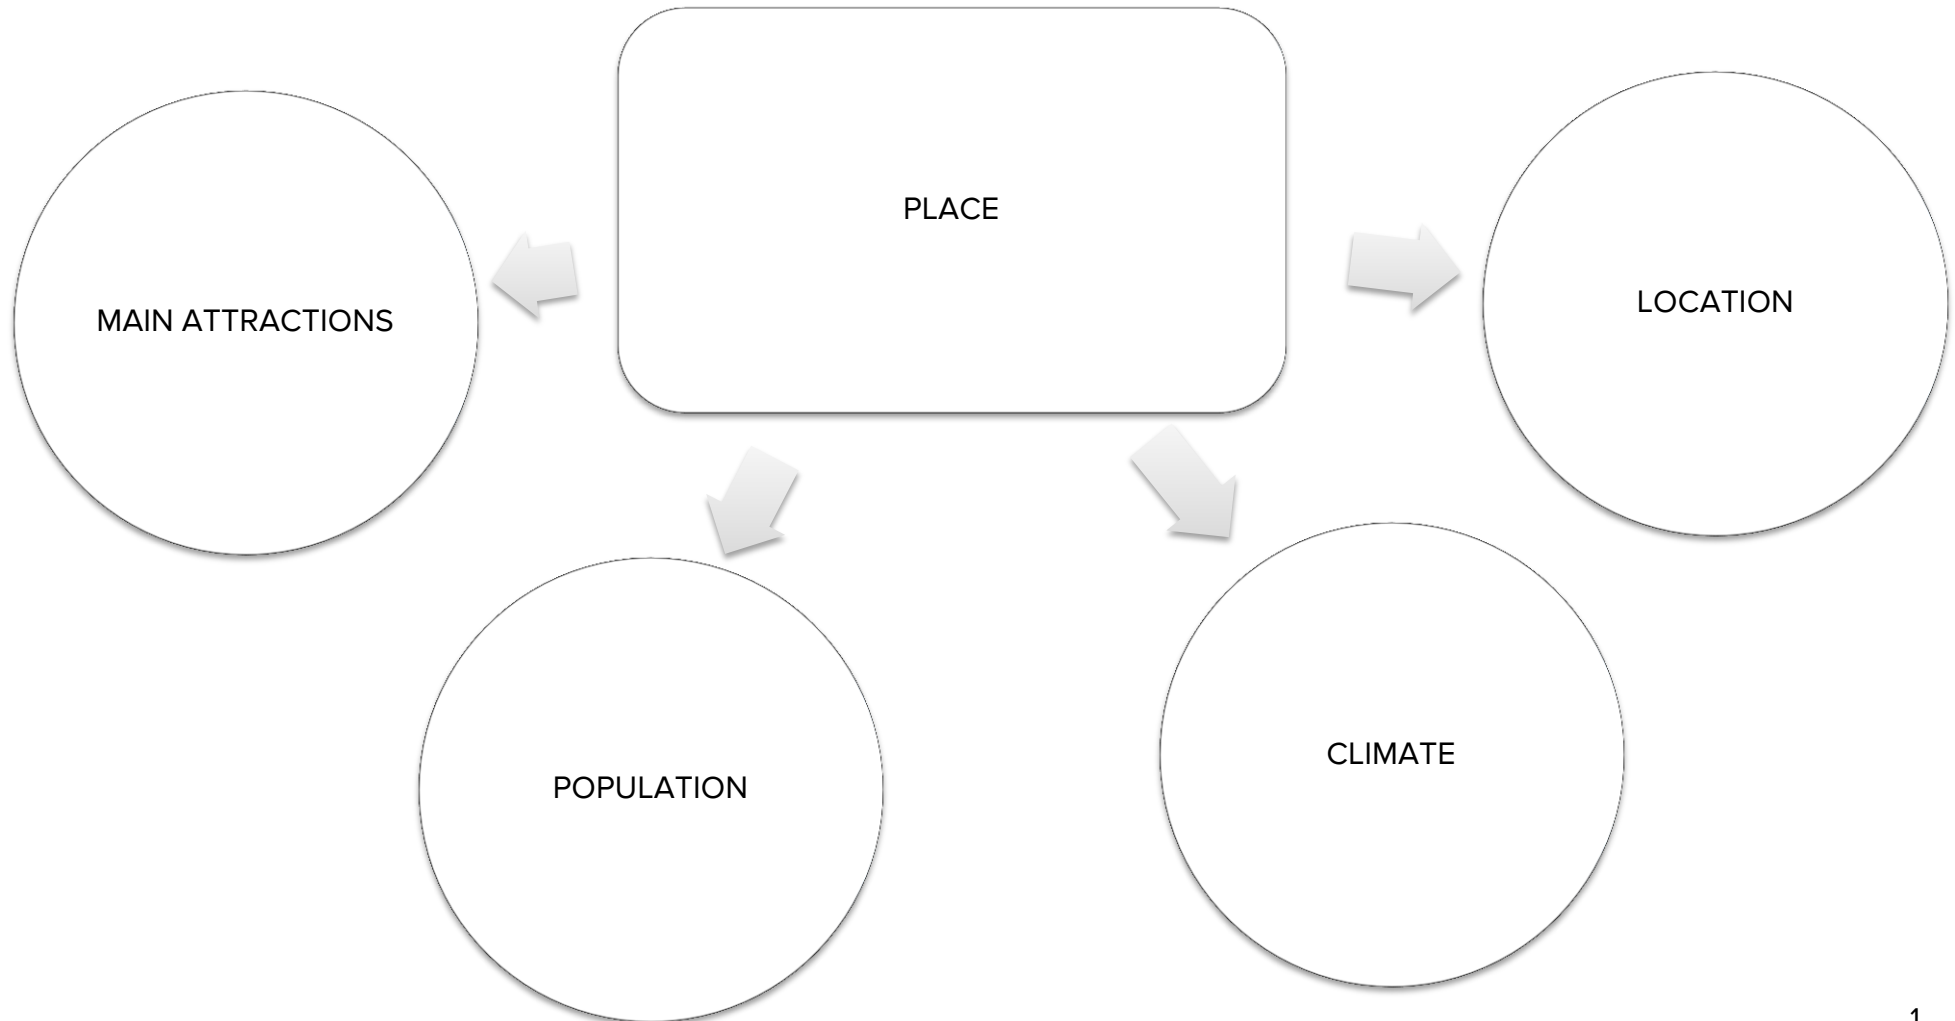 PLACE
MAIN ATTRACTIONS
LOCATION
POPULATION
CLIMATE
1